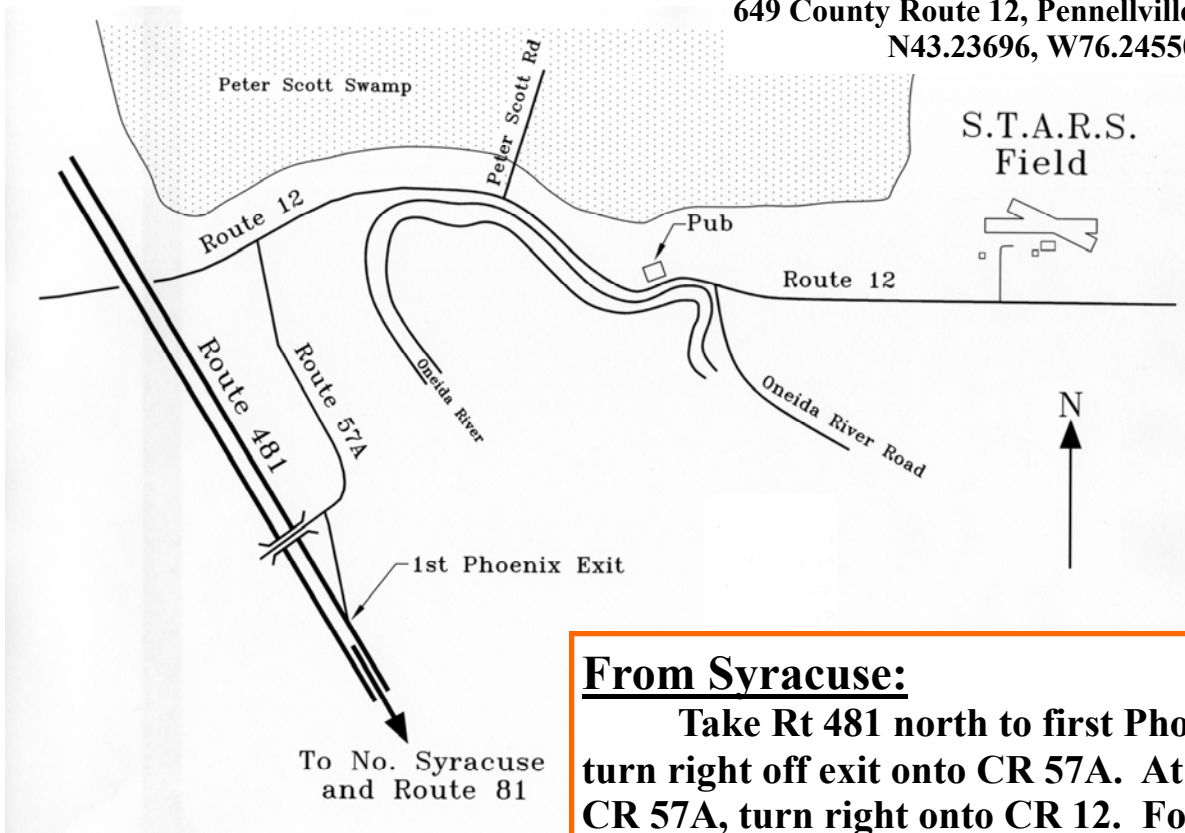 649 County Route 12, Pennellville
N43.23696, W76.2455
Peter Scott Swamp
Peter Scott Rd
S.T.A.R.S.
Field
Route 12
Pub
Route 12
Route 481
Route 57A
Oneida River
Oneida River Road
N
1st Phoenix Exit
To No. Syracuse
and Route 81
From Syracuse:
Take Rt 481 north to first Pho
turn right off exit onto CR 57A. At
CR 57A, turn right onto CR 12. Fo